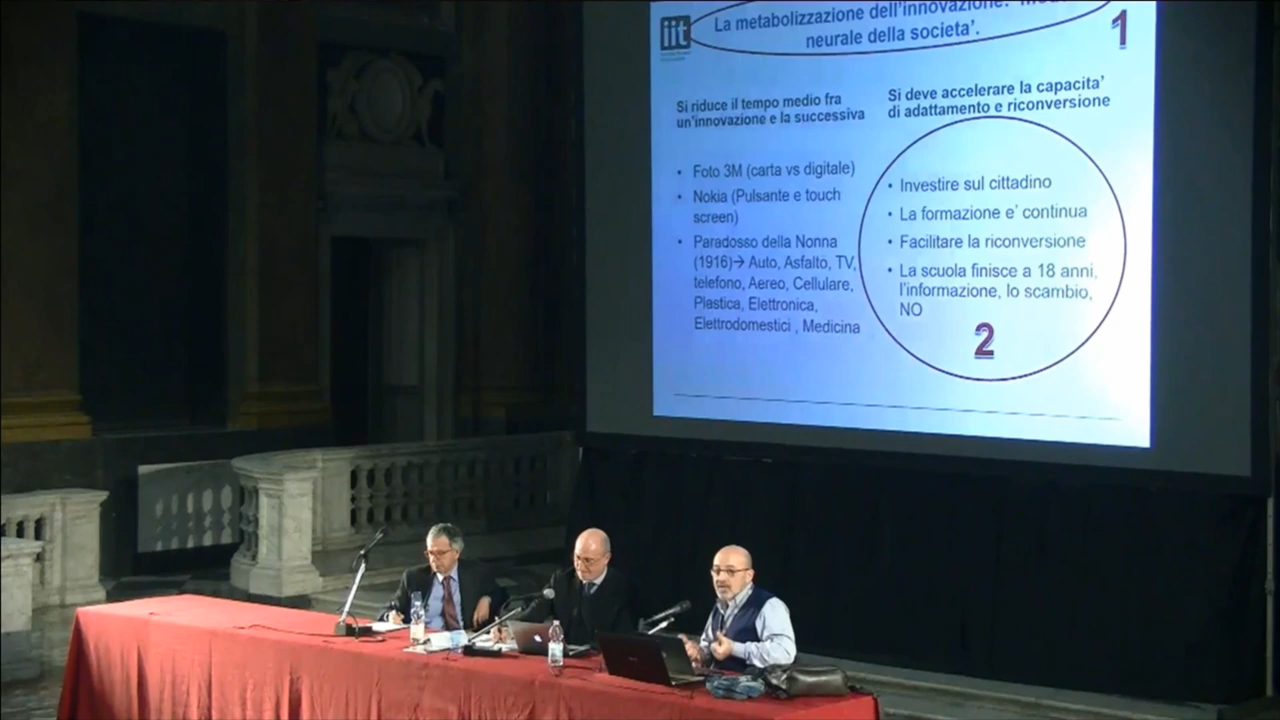 iit
La metabolizzazione dell'innovazione:
neurale della societa'.
1
Si riduce il tempo medio fra
un'innovazione e la successiva
• Foto 3M (carta vs digitale)
• Nokia (Pulsante e touch
screen)
• Paradosso della Nonna
(1916)→ Auto, Asfalto, TV,
telefono, Aereo, Cellulare,
Plastica, Elettronica,
Elettrodomestici , Medicina
Si deve accelerare la capacita'
di adattamento e riconversione
• Investire sul cittadino
• La formazione e' continua
• Facilitare la riconversione
• La scuola finisce a 18 anni,
l'informazione, lo scambio,
NO
2